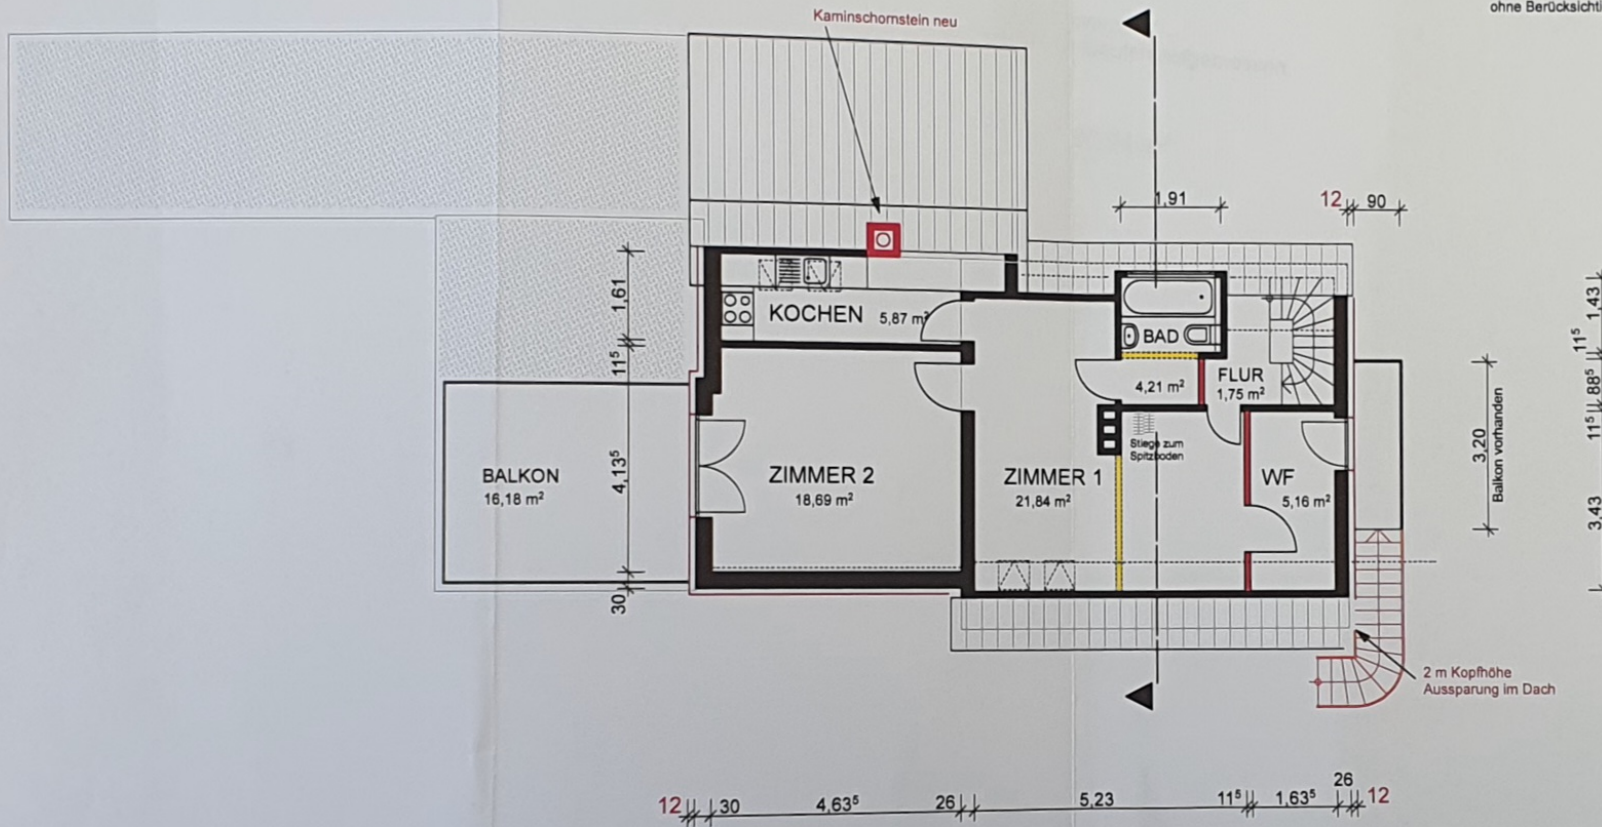 ohne Berücksichti
Kaminschornstein neu
1,91
12
90
1,61
11⁵
4,13⁵
30
KOCHEN 5,87 m²
BAD
4,21 m²
FLUR
1,75 m²
Stiege zum
Spitzboden
BALKON
16,18 m²
ZIMMER 2
18,69 m²
ZIMMER 1
21,84 m²
WF
5,16 m²
3,20
Balkon vorhanden
1,43
11⁵
88⁵
11⁵
3,43
2 m Kopfhöhe
Aussparung im Dach
12
30
4,63⁵
26
5,23
11⁵
1,63⁵
26
12